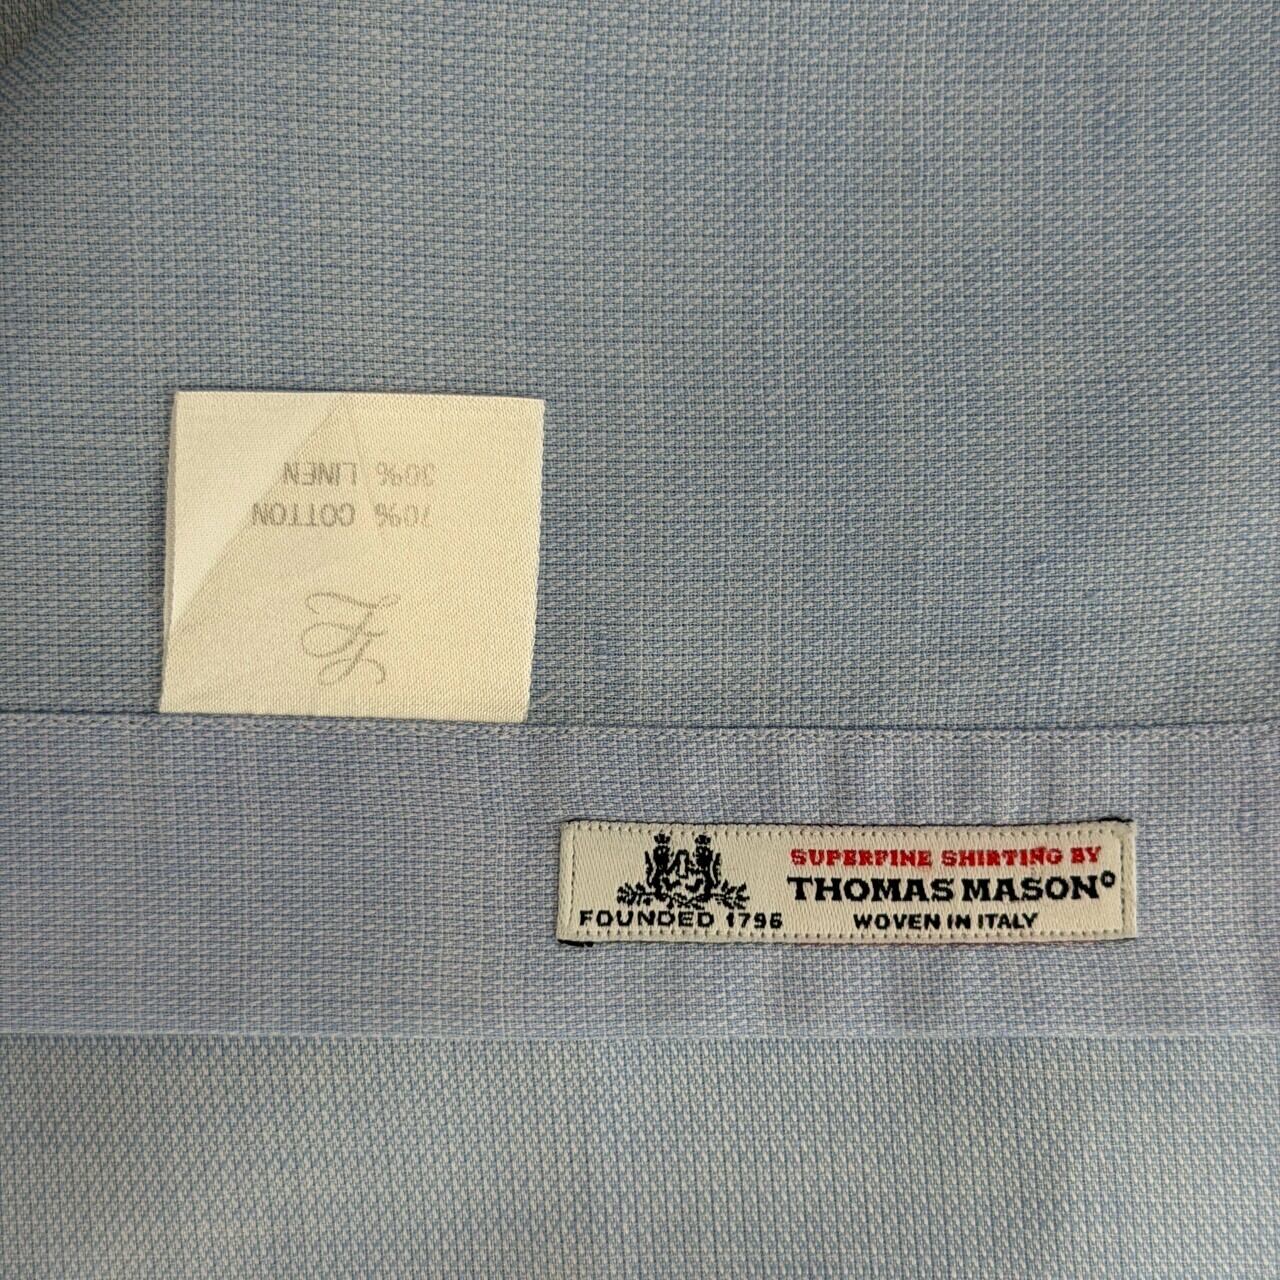 30% LINEN
70% COTTON
FOUNDED 1796
SUPERFINE SHIRTING BY
THOMAS MASON®
WOVEN IN ITALY